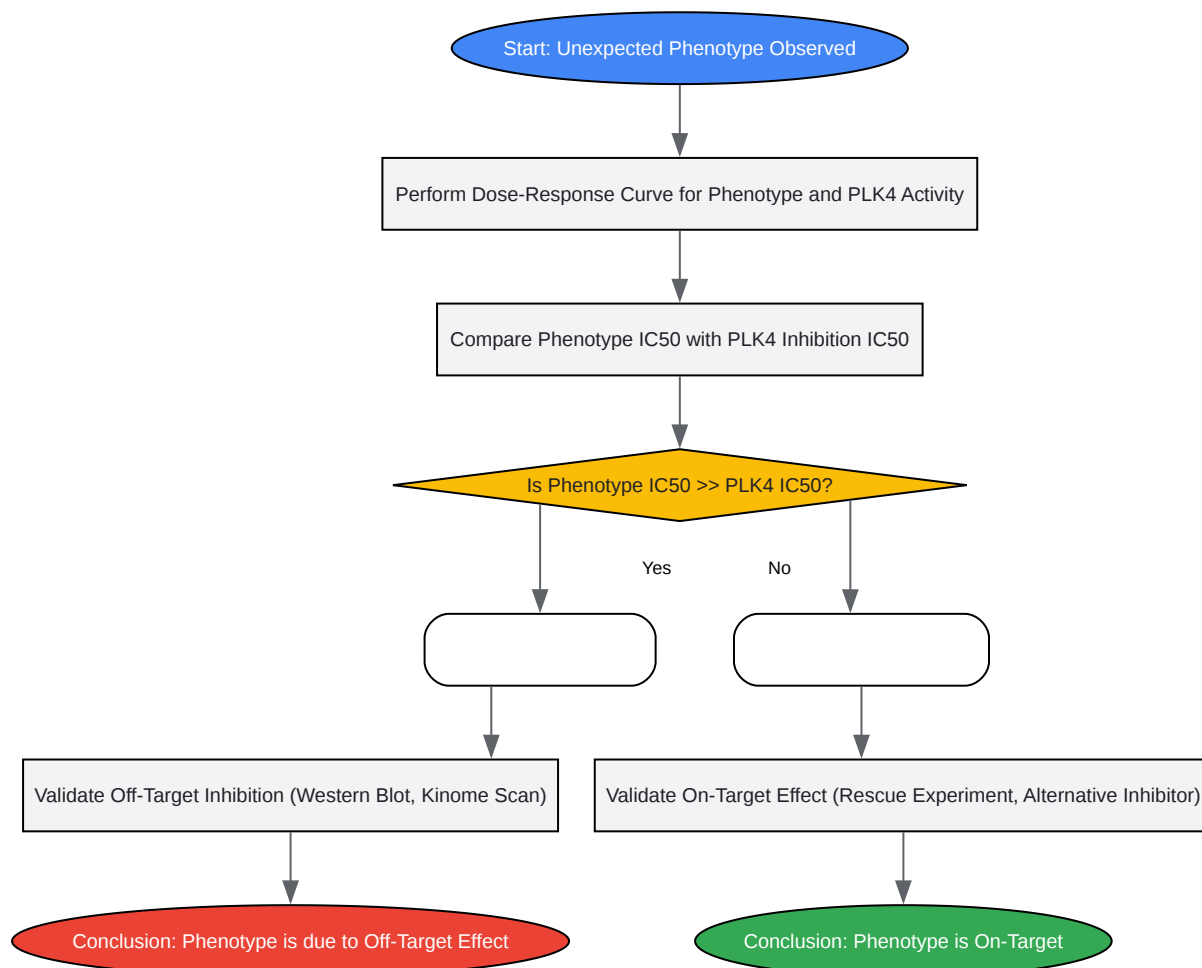 Start: Unexpected Phenotype Observed
Perform Dose-Response Curve for Phenotype and PLK4 Activity
Compare Phenotype IC50 with PLK4 Inhibition IC50
Is Phenotype IC50 >> PLK4 IC50?
Yes
No
Validate Off-Target Inhibition (Western Blot, Kinome Scan)
Validate On-Target Effect (Rescue Experiment, Alternative Inhibitor)
Conclusion: Phenotype is due to Off-Target Effect
Conclusion: Phenotype is On-Target